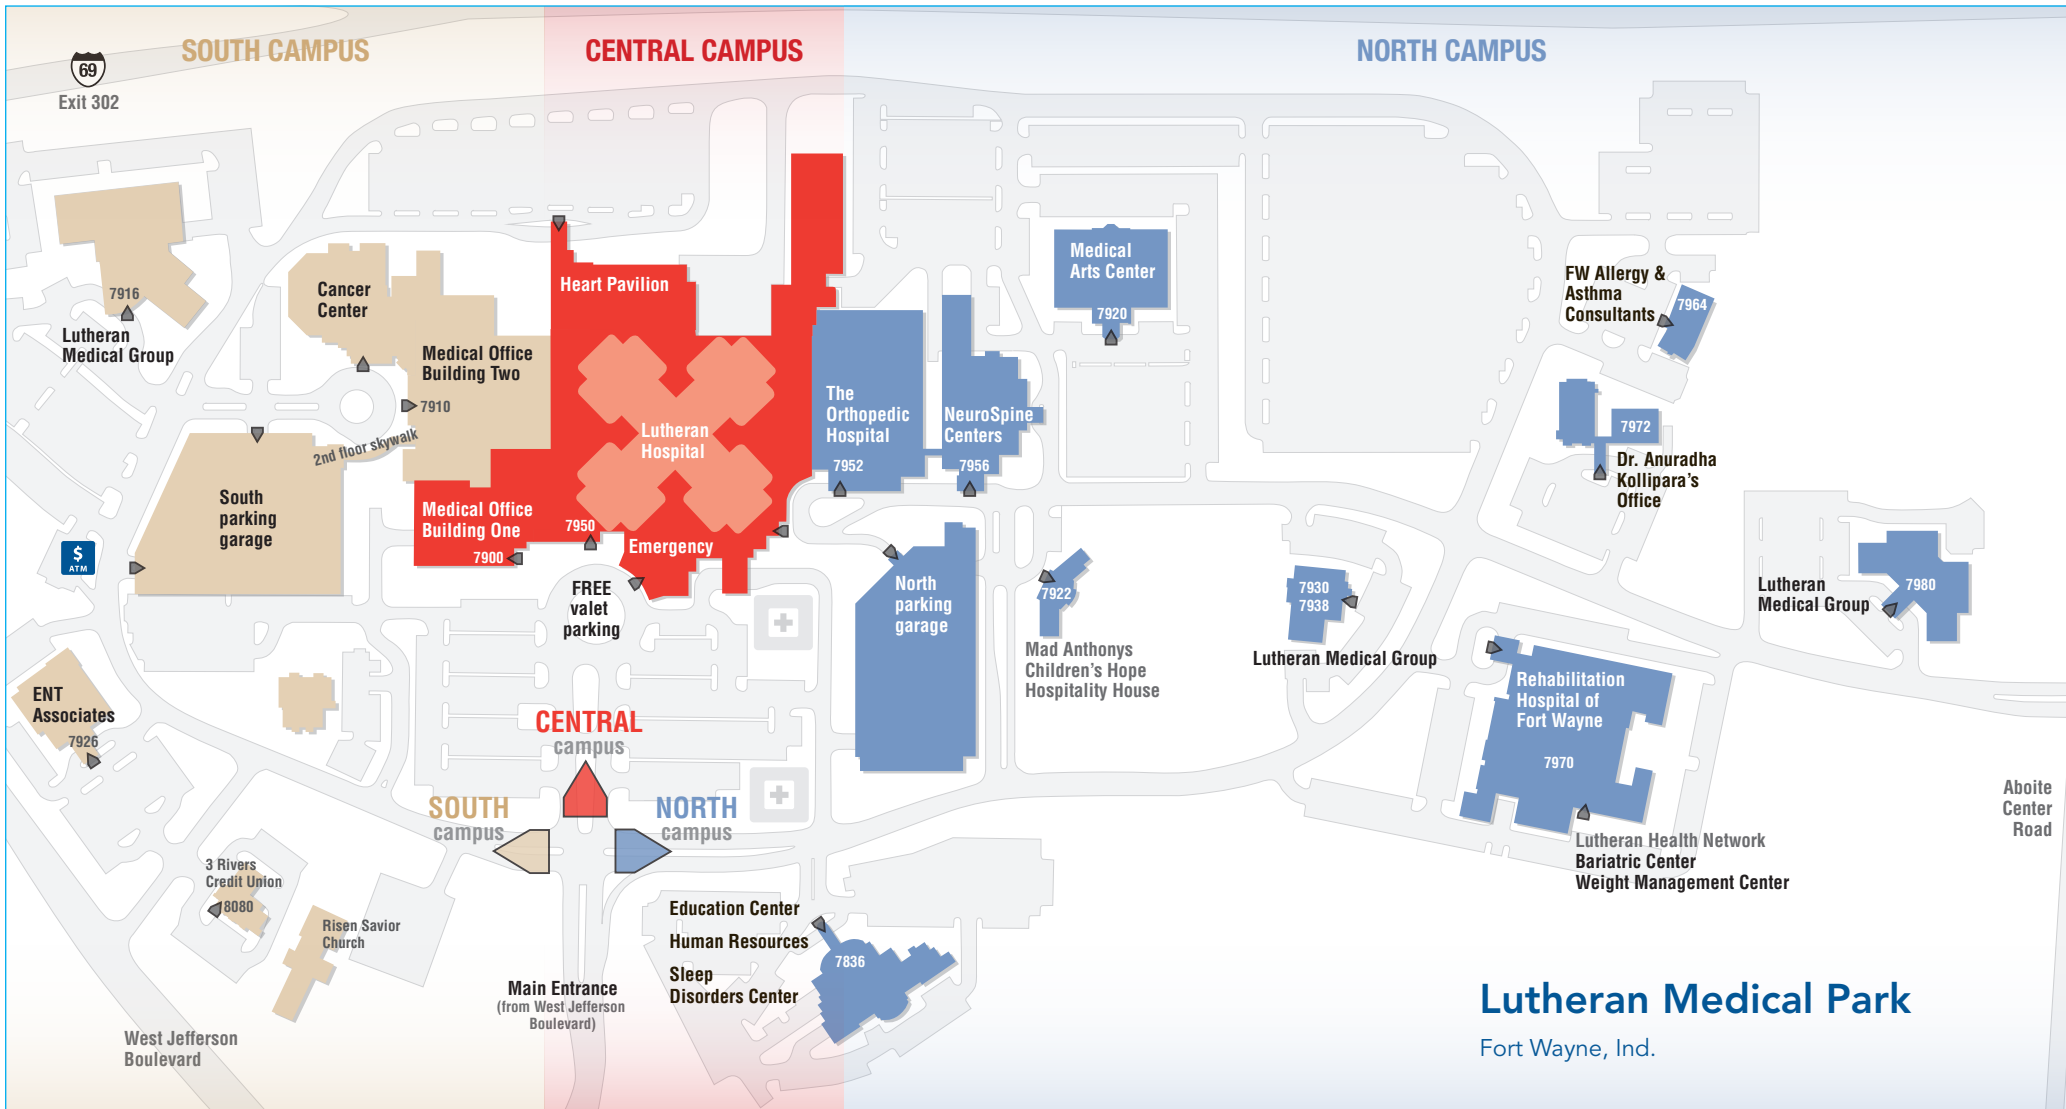 SOUTH CAMPUS
CENTRAL CAMPUS
NORTH CAMPUS
69
Exit 302
7916
Lutheran
Medical Group
Cancer
Center
Medical Office
Building Two
7910
2nd floor skywalk
South
parking
garage
$
ATM
ENT
Associates
7926
3 Rivers
Credit Union
8080
Risen Savior
Church
West Jefferson
Boulevard
Heart Pavilion
Lutheran
Hospital
Medical Office
Building One
7900
7950
Emergency
FREE
valet
parking
CENTRAL
campus
SOUTH
campus
NORTH
campus
Main Entrance
(from West Jefferson
Boulevard)
Education Center
Human Resources
Sleep
Disorders Center
7836
The
Orthopedic
Hospital
7952
NeuroSpine
Centers
7956
Medical
Arts Center
7920
North
parking
garage
7922
Mad Anthonys
Children's Hope
Hospitality House
7930
7938
Lutheran Medical Group
FW Allergy &
Asthma
Consultants
7964
7972
Dr. Anuradha
Kollipara's
Office
Lutheran
Medical Group
7980
Rehabilitation
Hospital of
Fort Wayne
7970
Lutheran Health Network
Bariatric Center
Weight Management Center
Aboite
Center
Road
Lutheran Medical Park
Fort Wayne, Ind.